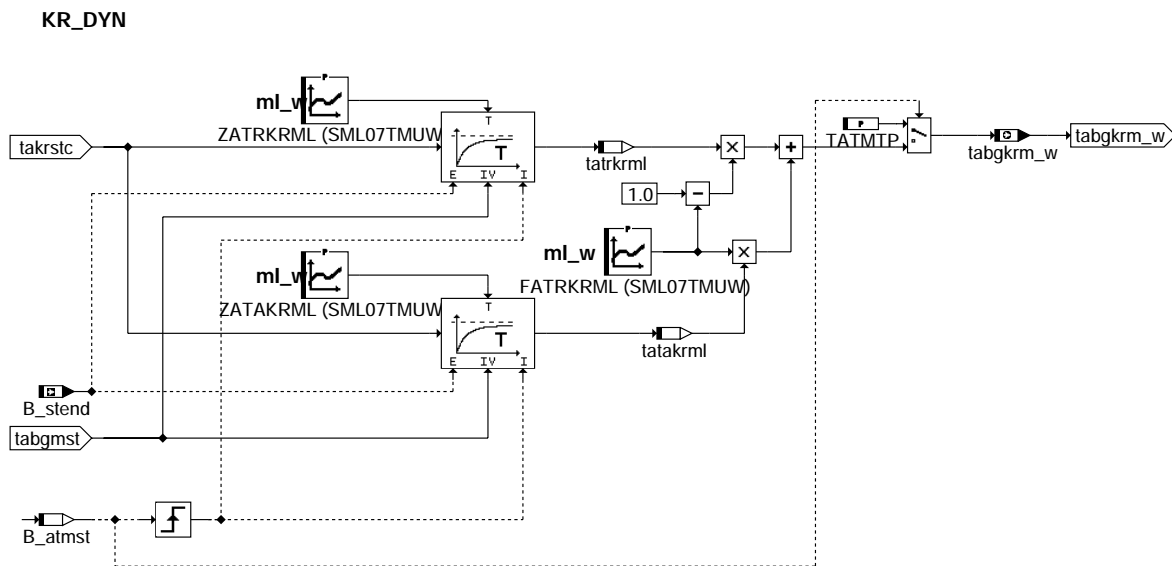 KR_DYN
P
ml_w
ZATRKRML (SML07TMUW
T
T
E IV I
takrstc
tatrkrml
P
TATMTP
tabgkrm_w
tabgkrm_w
1.0
P
ml_w
FATRKRML (SML07TMUW)
P
ml_w
ZATAKRML (SML07TMUW
T
T
E IV I
tatakrml
B_stend
tabgmst
B_atmst